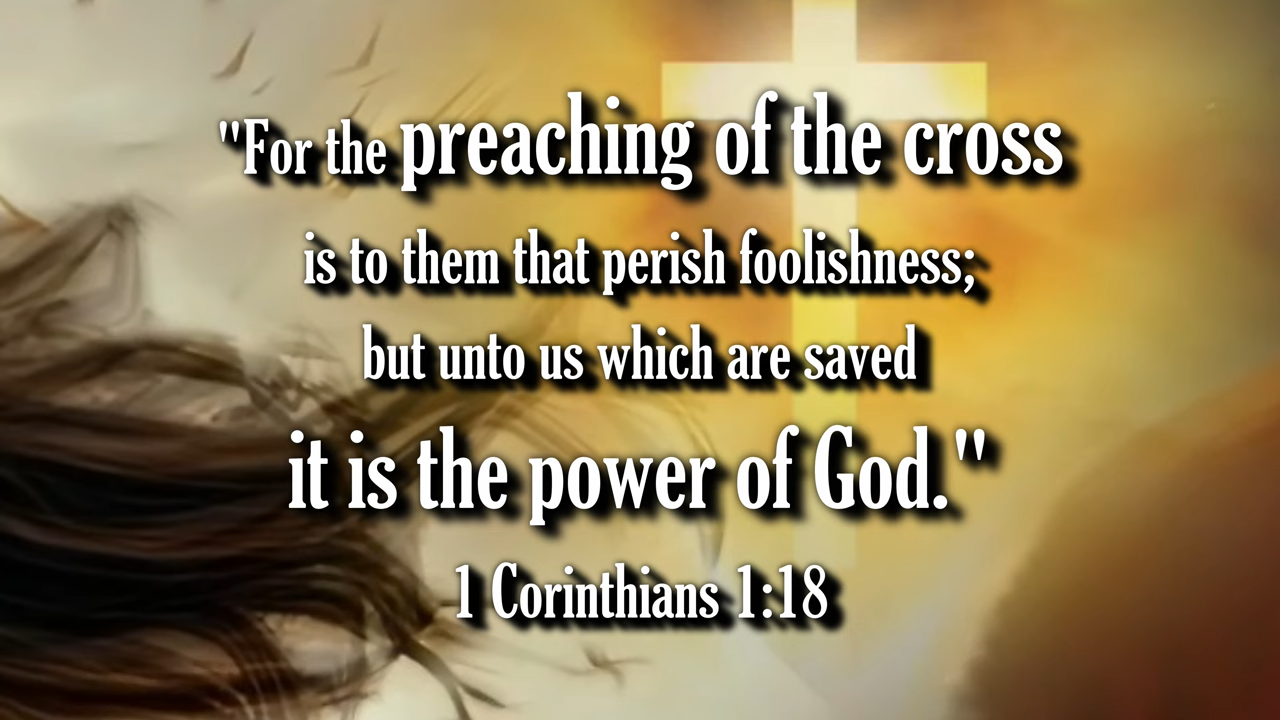 "For the preaching of the cross
is to them that perish foolishness;
but unto us which are saved
it is the power of God."
1 Corinthians 1:18